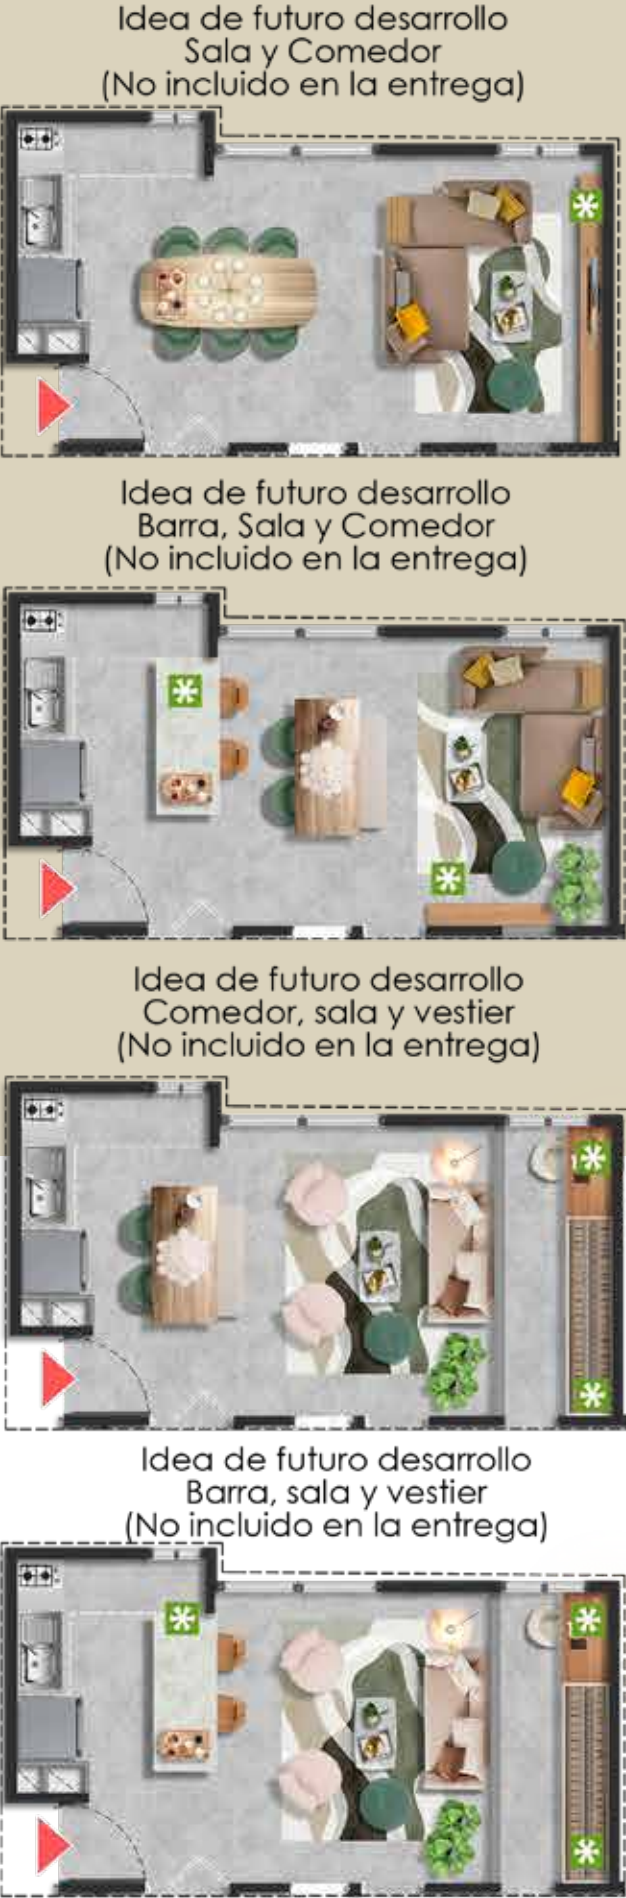 Idea de futuro desarrollo
Sala y Comedor
(No incluido en la entrega)
Idea de futuro desarrollo
Barra, Sala y Comedor
(No incluido en la entrega)
Idea de futuro desarrollo
Comedor, sala y vestier
(No incluido en la entrega)
Idea de futuro desarrollo
Barra, sala y vestier
(No incluido en la entrega)